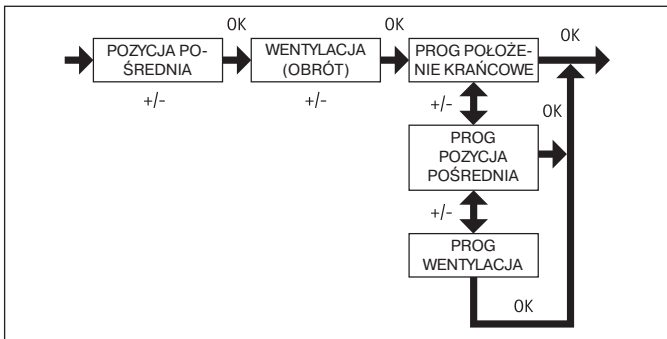 OK
OK
OK
POZYCJA PO-
ŚREDNIA
WENTYLACJA
(OBRÓT)
PROG POŁOŻE-
NIE KRAŃCOWE
+/-
+/-
+/-
OK
PROG
POZYCJA
POŚREDNIA
+/-
PROG
WENTYLACJA
OK